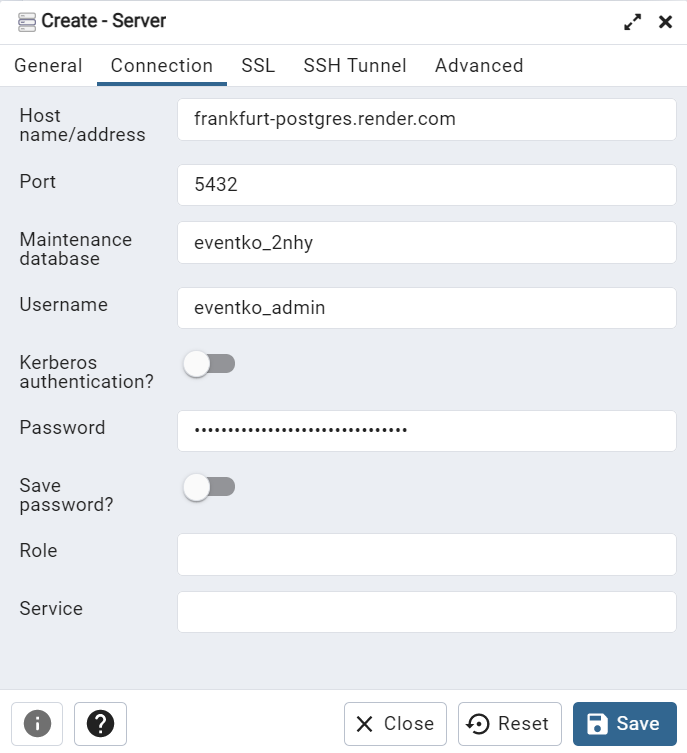 Create - Server
General Connection SSL SSH Tunnel Advanced
Host
name/address
frankfurt-postgres.render.com
Port
5432
Maintenance
database
eventko_2nhy
Username
eventko_admin
Kerberos
authentication?
Password
••••••••••••••••••••••••••••••••
Save
password?
Role
Service
Close Reset Save